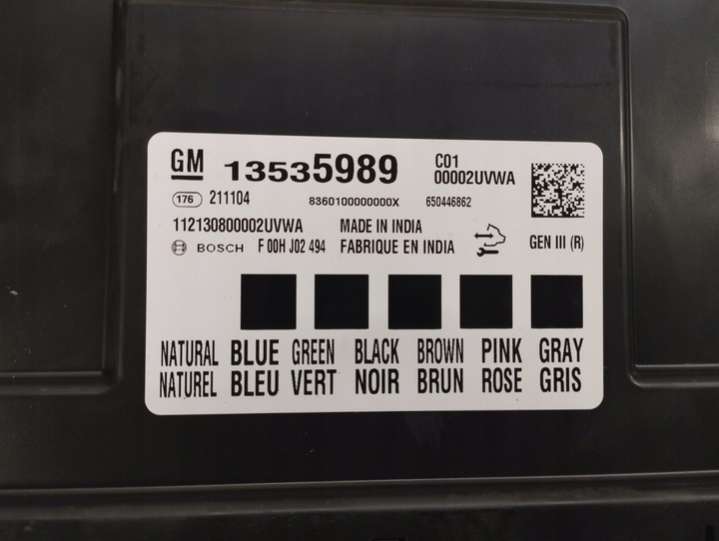 GM 13535989 C01
00002UVWA
176 211104 8360100000000X 650446862
112130800002UVWA MADE IN INDIA
BOSCH F 00H J02 494 FABRIQUE EN INDIA GEN III (R)
NATURAL BLUE GREEN BLACK BROWN PINK GRAY
NATUREL BLEU VERT NOIR BRUN ROSE GRIS